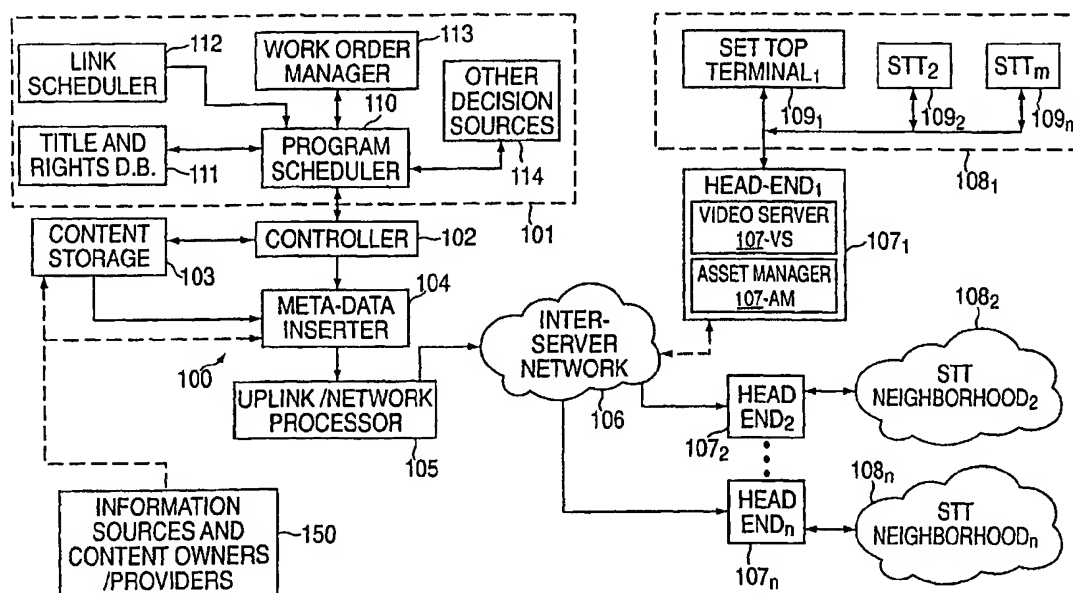 112
LINK
SCHEDULER
113
WORK ORDER
MANAGER
110
OTHER
DECISION
SOURCES
114
TITLE AND
RIGHTS D.B.
111
PROGRAM
SCHEDULER
101
CONTENT
STORAGE
103
CONTROLLER
102
104
META-DATA
INSERTER
100
UPLINK/NETWORK
PROCESSOR
105
INFORMATION
SOURCES AND
CONTENT OWNERS
/PROVIDERS
150
INTER-
SERVER
NETWORK
106
SET TOP
TERMINAL1
1091
STT2
1092
STTm
109n
1081
HEAD-END1
VIDEO SERVER
107-VS
ASSET MANAGER
107-AM
1071
HEAD
END2
1072
1082
STT
NEIGHBORHOOD2
HEAD
ENDn
107n
108n
STT
NEIGHBORHOODn